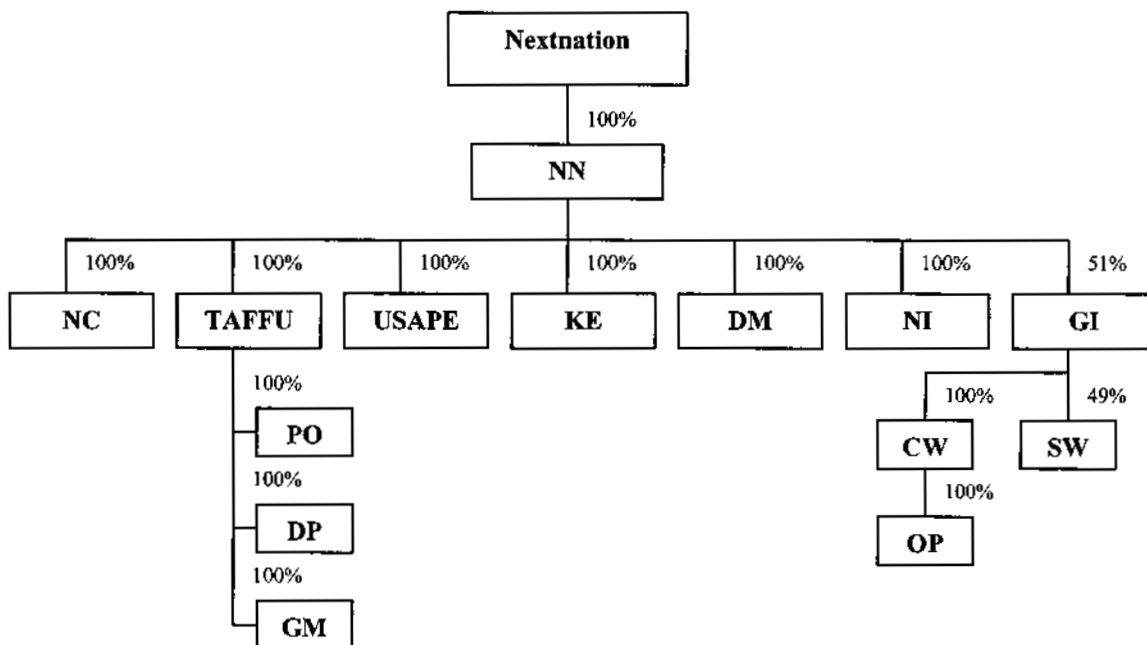 Nextnation
100%
NN
100% 100% 100% 100% 100% 100% 51%
NC TAFFU USAPE KE DM NI GI
100% 100% 49%
PO CW SW
100% 100%
DP OP
100%
GM